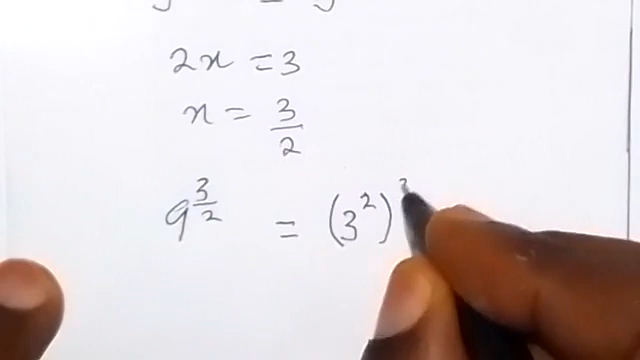 2x = 3
x = 3/2
9^(3/2) = (3^2)